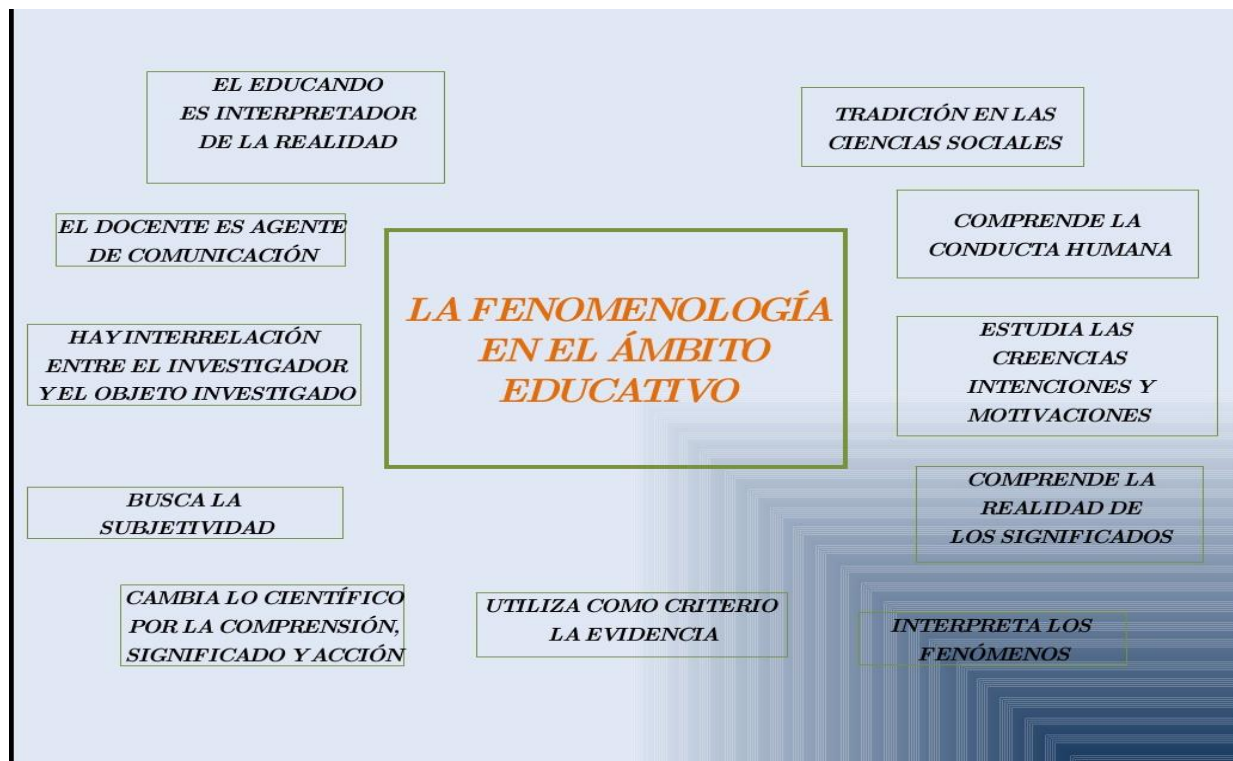 EL EDUCANDO
ES INTERPRETADOR
DE LA REALIDAD
TRADICIÓN EN LAS
CIENCIAS SOCIALES
EL DOCENTE ES AGENTE
DE COMUNICACIÓN
COMPRENDE LA
CONDUCTA HUMANA
LA FENOMENOLOGÍA
EN EL ÁMBITO
EDUCATIVO
HAY INTERRELACIÓN
ENTRE EL INVESTIGADOR
Y EL OBJETO INVESTIGADO
ESTUDIA LAS
CREENCIAS
INTENCIONES Y
MOTIVACIONES
BUSCA LA
SUBJETIVIDAD
COMPRENDE LA
REALIDAD DE
LOS SIGNIFICADOS
CAMBIA LO CIENTÍFICO
POR LA COMPRENSIÓN,
SIGNIFICADO Y ACCIÓN
UTILIZA COMO CRITERIO
LA EVIDENCIA
INTERPRETA LOS
FENÓMENOS